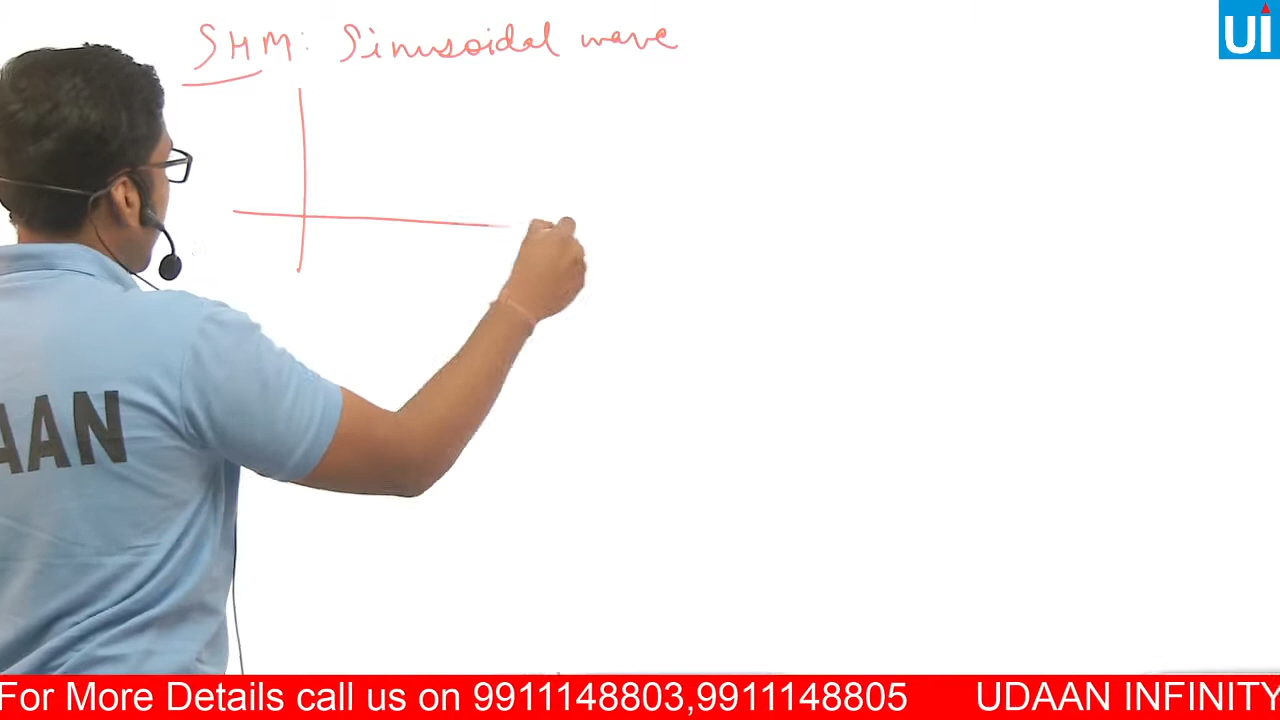 SHM: Sinusoidal wave
UI
AAN
For More Details call us on 9911148803,9911148805 UDAAN INFINITY